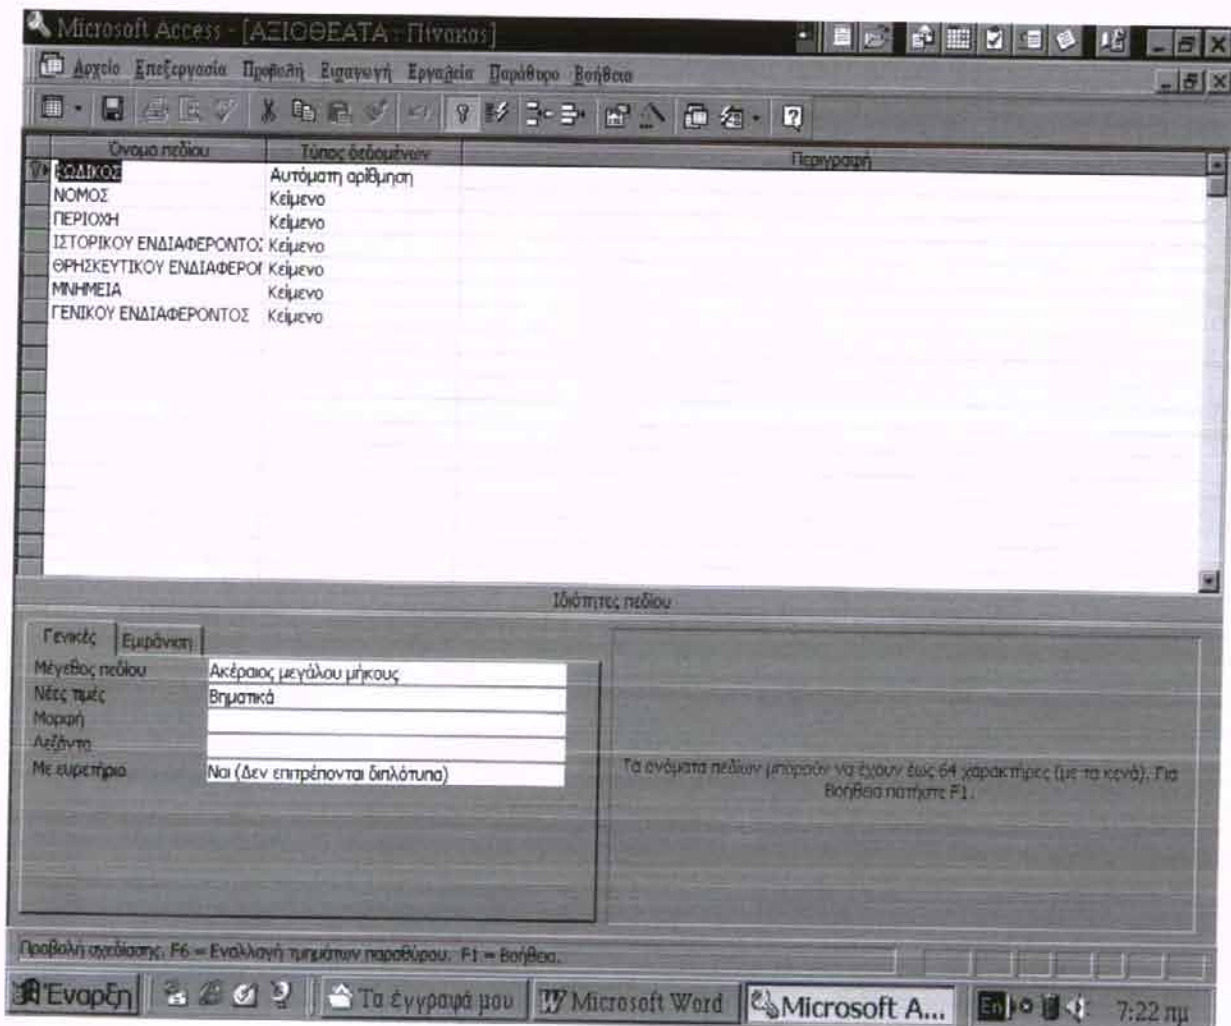 Microsoft Access - [ΑΞΙΟΘΕΑΤΑ - Πίνακας]
Αρχείο Επεξεργασία Προβολή Εισαγωγή Εργαλεία Παράθυρο Βοήθεια
Όνομα πεδίου Τύπος δεδομένων Περιγραφή
ΚΩΔΙΚΟΣ Αυτόματη αρίθμηση
ΝΟΜΟΣ Κείμενο
ΠΕΡΙΟΧΗ Κείμενο
ΙΣΤΟΡΙΚΟΥ ΕΝΔΙΑΦΕΡΟΝΤΟΣ Κείμενο
ΘΡΗΣΚΕΥΤΙΚΟΥ ΕΝΔΙΑΦΕΡΟΝ Κείμενο
ΜΝΗΜΕΙΑ Κείμενο
ΓΕΝΙΚΟΥ ΕΝΔΙΑΦΕΡΟΝΤΟΣ Κείμενο
Ιδιότητες πεδίου
Γενικές Εμφάνιση
Μέγεθος πεδίου Ακέραιος μεγάλου μήκους
Νέες τιμές Βηματικά
Μορφή
Λεζάντα
Με ευρετήριο Ναι (Δεν επιτρέπονται διπλότυπα)
Τα ονόματα πεδίων μπορούν να έχουν έως 64 χαρακτήρες (με τα κενά). Για
Βοήθεια πατήστε F1.
Προβολή σχεδίασης. F6 = Εναλλαγή τμημάτων παραθύρου. F1 = Βοήθεια.
Έναρξη Τα έγγραφά μου Microsoft Word Microsoft A... En 7:22 πμ